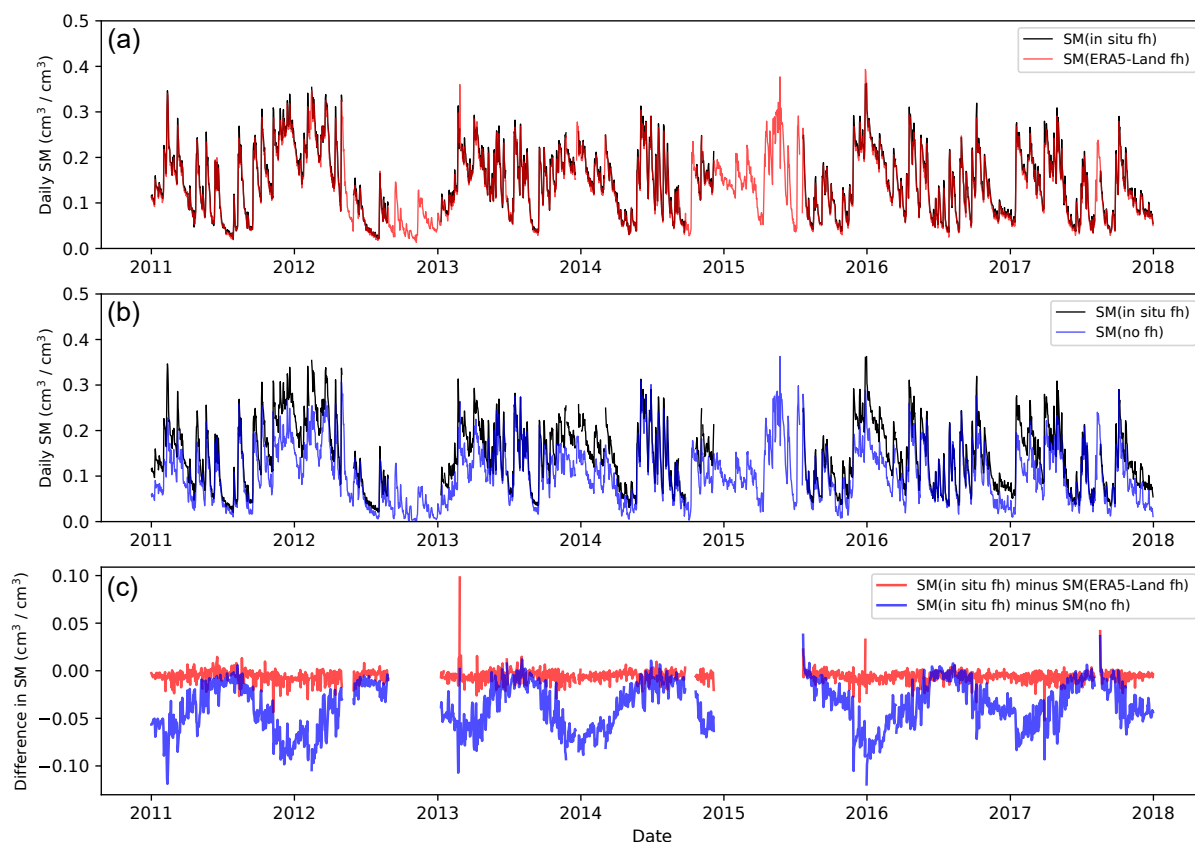 (a)
SM(in situ fh)
SM(ERA5-Land fh)
Daily SM (cm³ / cm³)
0.5
0.4
0.3
0.2
0.1
0.0
2011 2012 2013 2014 2015 2016 2017 2018
(b)
SM(in situ fh)
SM(no fh)
Daily SM (cm³ / cm³)
0.5
0.4
0.3
0.2
0.1
0.0
2011 2012 2013 2014 2015 2016 2017 2018
(c)
SM(in situ fh) minus SM(ERA5-Land fh)
SM(in situ fh) minus SM(no fh)
Difference in SM (cm³ / cm³)
0.10
0.05
0.00
−0.05
−0.10
2011 2012 2013 2014 2015 2016 2017 2018
Date